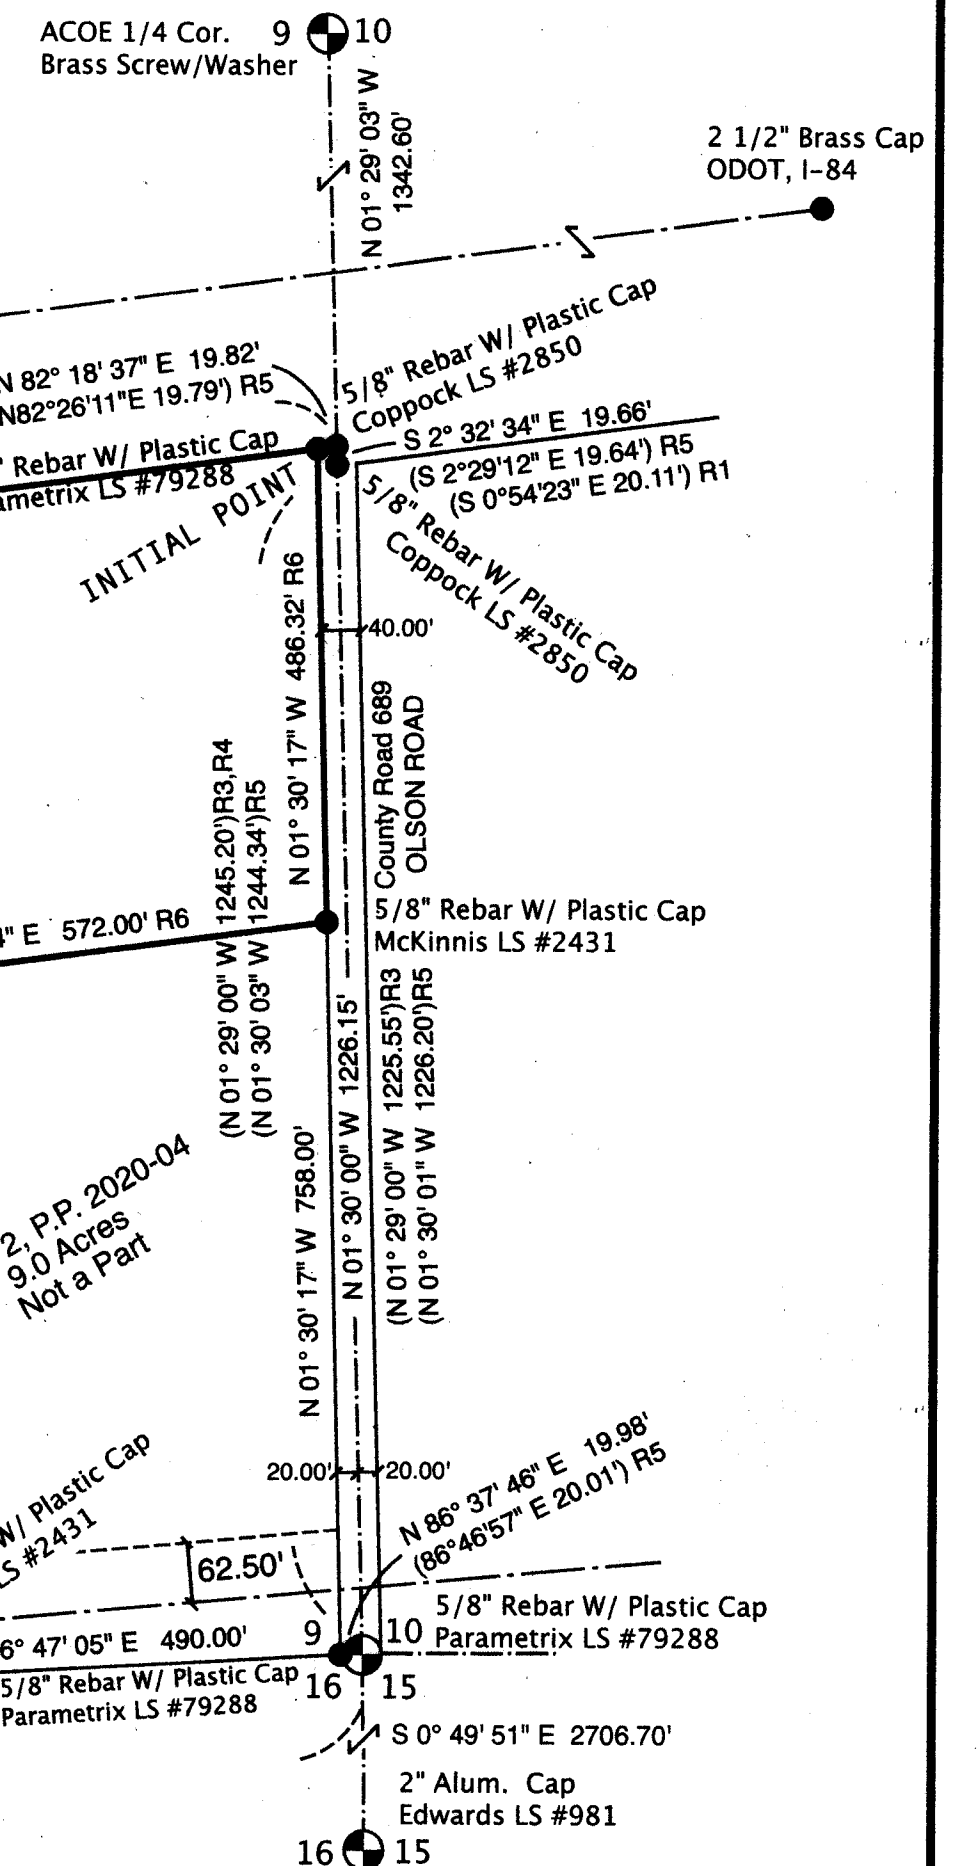 ACOE 1/4 Cor.
Brass Screw/Washer
9
10
N 01° 29' 03" W
1342.60'
2 1/2" Brass Cap
ODOT, I-84
N 82° 18' 37" E 19.82'
N82°26'11"E 19.79') R5
5/8" Rebar W/ Plastic Cap
Coppock LS #2850
" Rebar W/ Plastic Cap
ametrix LS #79288
INITIAL POINT
S 2° 32' 34" E 19.66'
(S 2°29'12" E 19.64') R5
(S 0°54'23" E 20.11') R1
5/8" Rebar W/ Plastic Cap
Coppock LS #2850
40.00'
N 01° 30' 17" W 486.32' R6
County Road 689
OLSON ROAD
(N 01° 29' 00" W 1245.20')R3,R4
(N 01° 30' 03" W 1244.34')R5
5/8" Rebar W/ Plastic Cap
McKinnis LS #2431
" E 572.00' R6
N 01° 30' 00" W 1226.15'
(N 01° 29' 00" W 1225.55')R3
(N 01° 30' 01" W 1226.20')R5
N 01° 30' 17" W 758.00'
2, P.P. 2020-04
9.0 Acres
Not a Part
20.00'
20.00'
W/ Plastic Cap
LS #2431
N 86° 37' 46" E 19.98'
(86°46'57" E 20.01') R5
62.50'
6° 47' 05" E 490.00'
9
10
5/8" Rebar W/ Plastic Cap
Parametrix LS #79288
5/8" Rebar W/ Plastic Cap
Parametrix LS #79288
16
15
S 0° 49' 51" E 2706.70'
2" Alum. Cap
Edwards LS #981
16
15